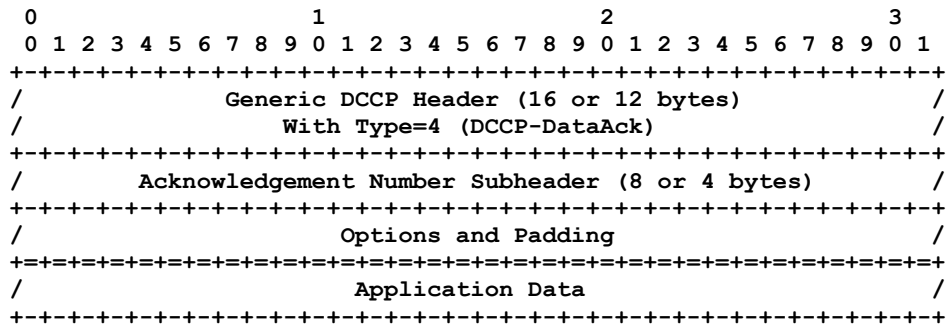 0                   1                   2                   3
 0 1 2 3 4 5 6 7 8 9 0 1 2 3 4 5 6 7 8 9 0 1 2 3 4 5 6 7 8 9 0 1
+-+-+-+-+-+-+-+-+-+-+-+-+-+-+-+-+-+-+-+-+-+-+-+-+-+-+-+-+-+-+-+-+
/              Generic DCCP Header (16 or 12 bytes)             /
/                  With Type=4 (DCCP-DataAck)                   /
+-+-+-+-+-+-+-+-+-+-+-+-+-+-+-+-+-+-+-+-+-+-+-+-+-+-+-+-+-+-+-+-+
/        Acknowledgement Number Subheader (8 or 4 bytes)        /
+-+-+-+-+-+-+-+-+-+-+-+-+-+-+-+-+-+-+-+-+-+-+-+-+-+-+-+-+-+-+-+-+
/                      Options and Padding                      /
+=+=+=+=+=+=+=+=+=+=+=+=+=+=+=+=+=+=+=+=+=+=+=+=+=+=+=+=+=+=+=+=+
/                       Application Data                        /
+-+-+-+-+-+-+-+-+-+-+-+-+-+-+-+-+-+-+-+-+-+-+-+-+-+-+-+-+-+-+-+-+